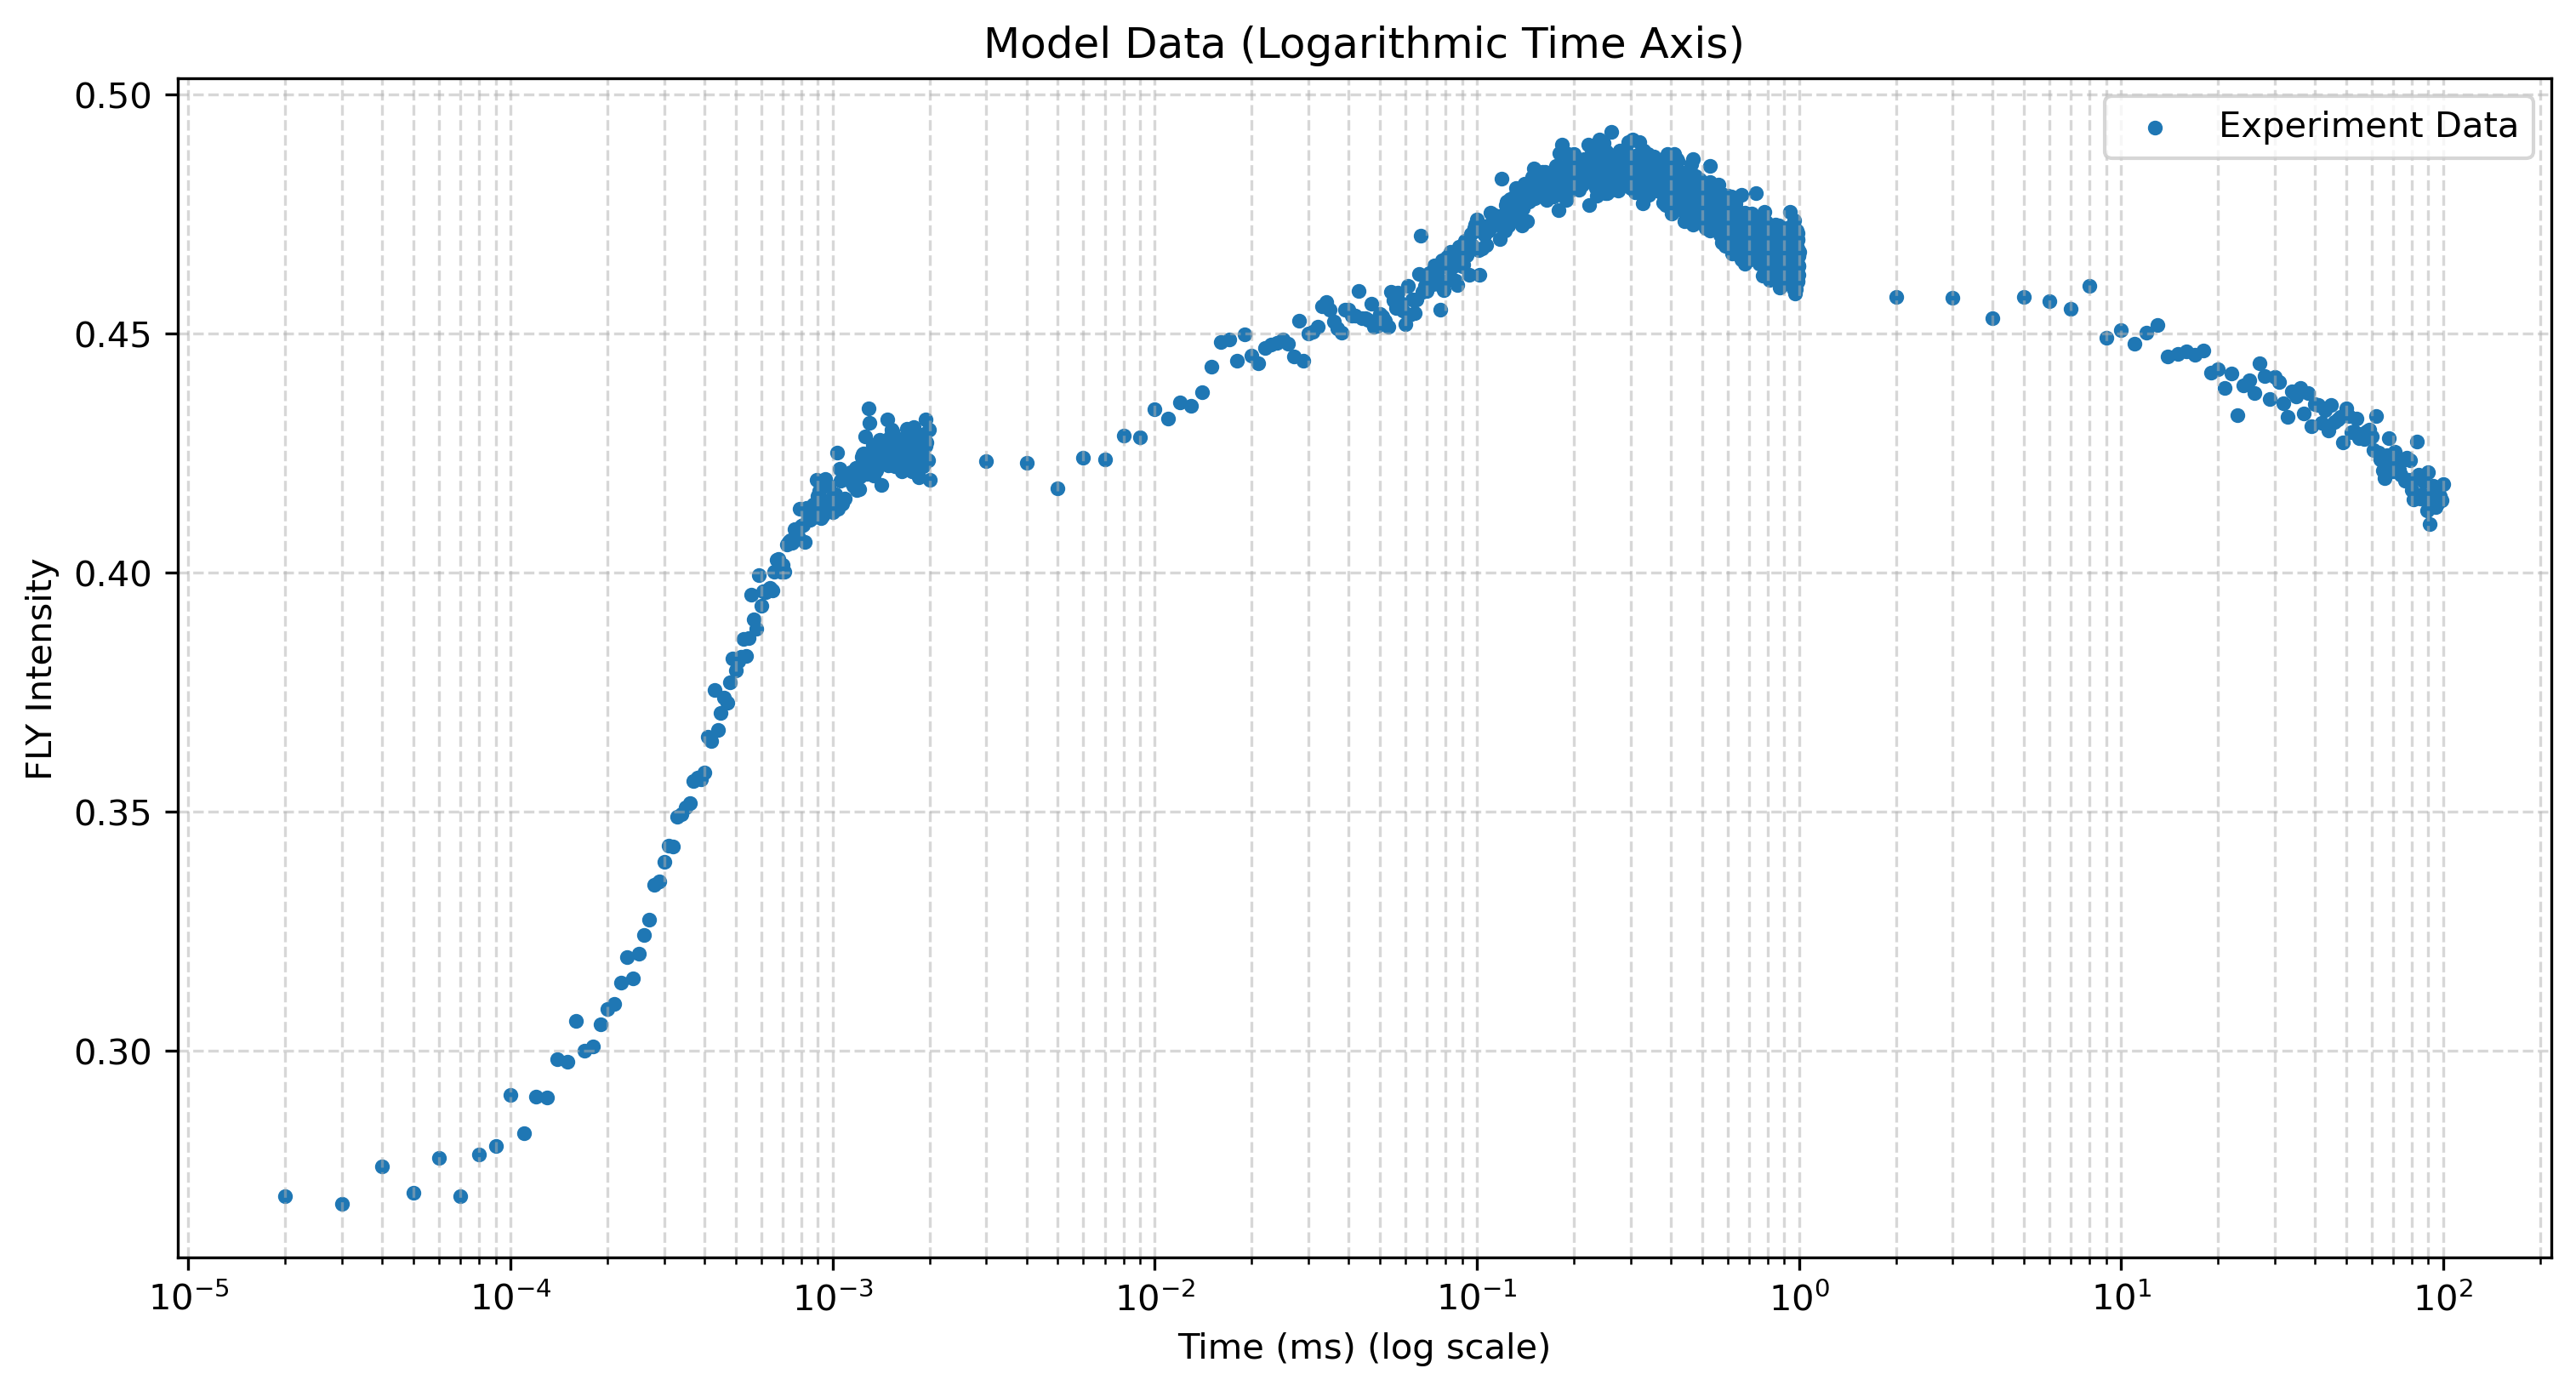 Model Data (Logarithmic Time Axis)
Experiment Data
FLY Intensity
0.50
0.45
0.40
0.35
0.30
10⁻⁵ 10⁻⁴ 10⁻³ 10⁻² 10⁻¹ 10⁰ 10¹ 10²
Time (ms) (log scale)